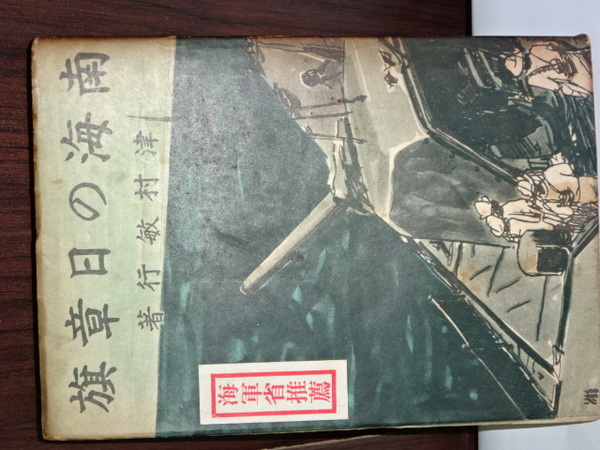 南海の日章旗
津村敏行著
海軍省推薦